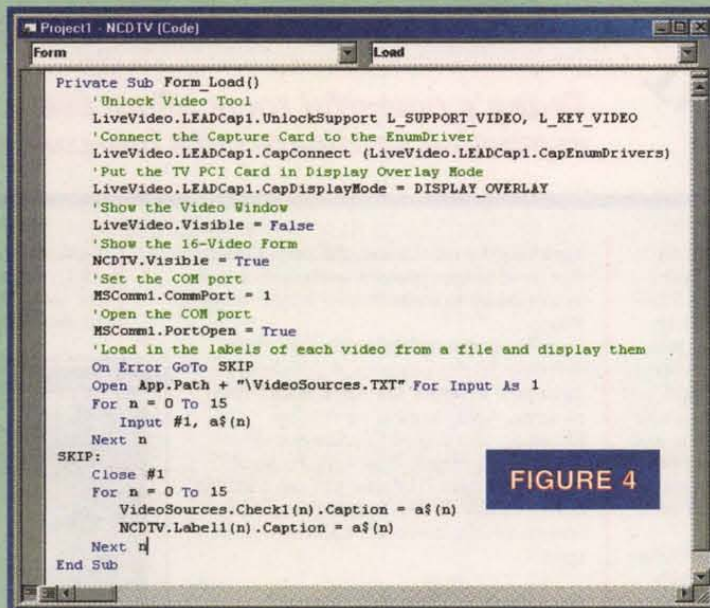 Project1 - NCDTV (Code)
Form Load
Private Sub Form_Load()
'Unlock Video Tool
LiveVideo.LEADCap1.UnlockSupport L_SUPPORT_VIDEO, L_KEY_VIDEO
'Connect the Capture Card to the EnumDriver
LiveVideo.LEADCap1.CapConnect (LiveVideo.LEADCap1.CapEnumDrivers)
'Put the TV PCI Card in Display Overlay Mode
LiveVideo.LEADCap1.CapDisplayMode = DISPLAY_OVERLAY
'Show the Video Window
LiveVideo.Visible = False
'Show the 16-Video Form
NCDTV.Visible = True
'Set the COM port
MSComm1.CommPort = 1
'Open the COM port
MSComm1.PortOpen = True
'Load in the labels of each video from a file and display them
On Error GoTo SKIP
Open App.Path + "\VideoSources.TXT" For Input As 1
For n = 0 To 15
Input #1, a$(n)
Next n
SKIP:
Close #1
For n = 0 To 15
VideoSources.Check1(n).Caption = a$(n)
NCDTV.Label1(n).Caption = a$(n)
Next n
End Sub
FIGURE 4